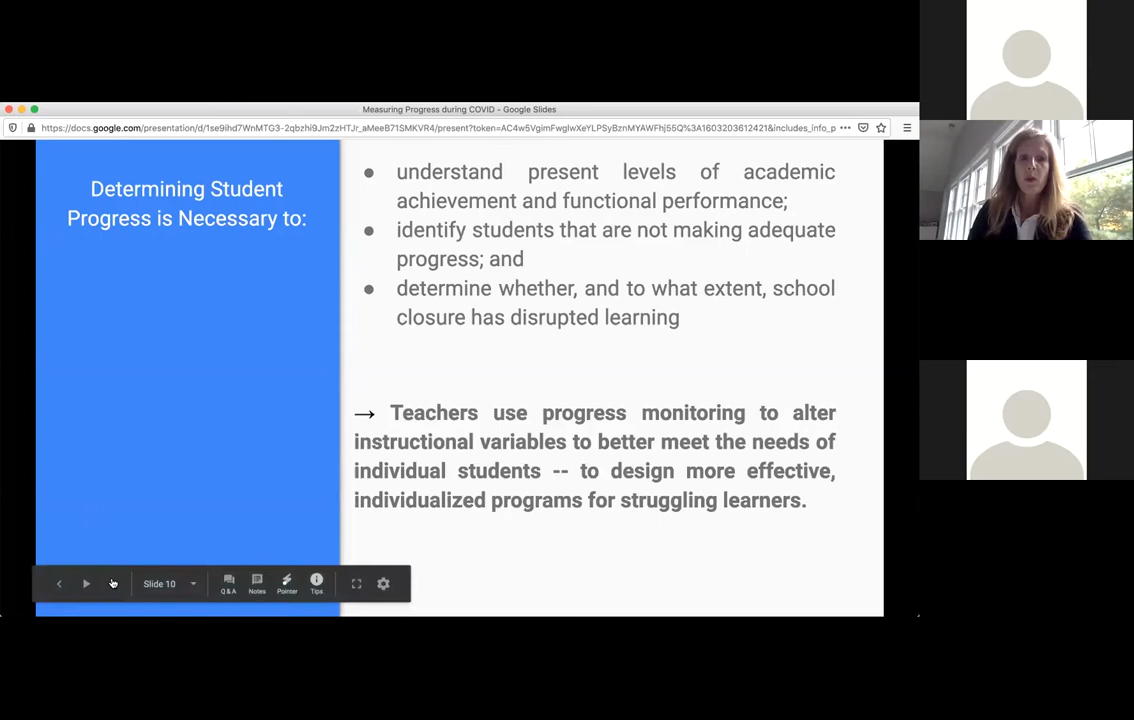 Measuring Progress during COVID - Google Slides
Determining Student
Progress is Necessary to:
● understand present levels of academic
achievement and functional performance;
● identify students that are not making adequate
progress; and
● determine whether, and to what extent, school
closure has disrupted learning
→ Teachers use progress monitoring to alter
instructional variables to better meet the needs of
individual students -- to design more effective,
individualized programs for struggling learners.
Slide 10
Q & A Notes Pointer Tips